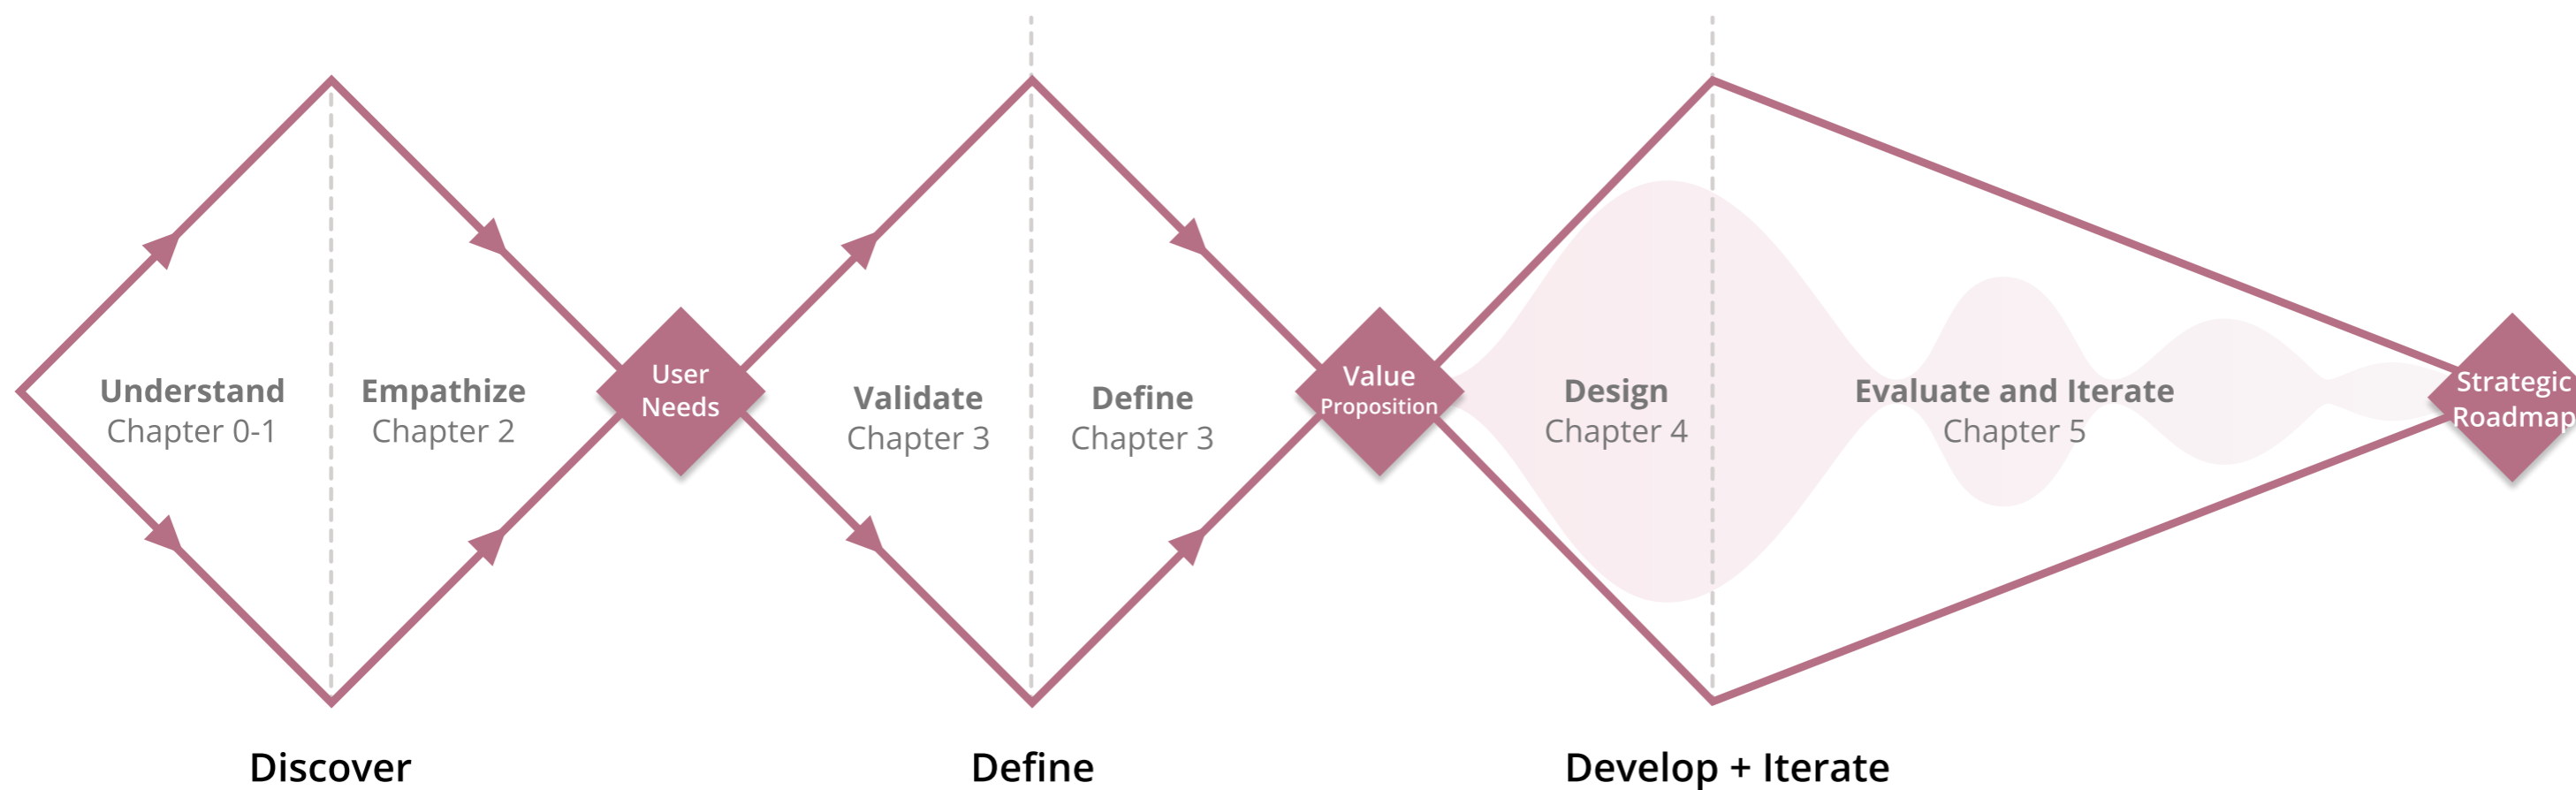 Understand
Chapter 0-1
Empathize
Chapter 2
User
Needs
Validate
Chapter 3
Define
Chapter 3
Value
Proposition
Design
Chapter 4
Evaluate and Iterate
Chapter 5
Strategic
Roadmap
Discover
Define
Develop + Iterate